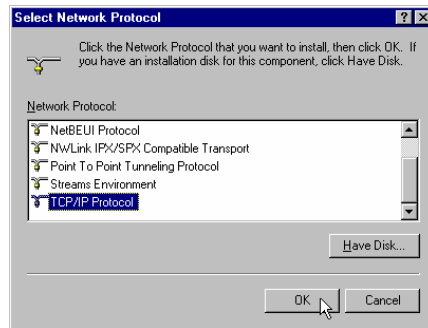 Select Network Protocol
Click the Network Protocol that you want to install, then click OK. If
you have an installation disk for this component, click Have Disk.
Network Protocol:
NetBEUI Protocol
NWLink IPX/SPX Compatible Transport
Point To Point Tunneling Protocol
Streams Environment
TCP/IP Protocol
Have Disk...
OK
Cancel